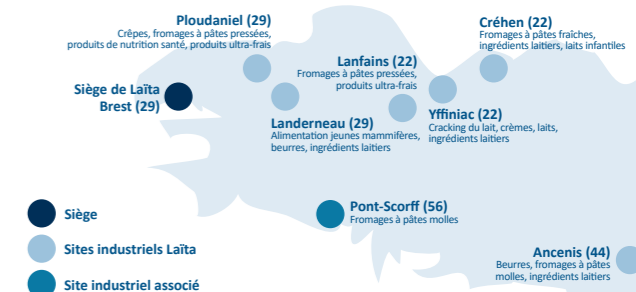 Ploudaniel (29)
Crêpes, fromages à pâtes pressées,
produits de nutrition santé, produits ultra-frais
Créhen (22)
Fromages à pâtes fraîches,
ingrédients laitiers, laits infantiles
Lanfains (22)
Fromages à pâtes pressées,
produits ultra-frais
Siège de Laïta
Brest (29)
Landerneau (29)
Alimentation jeunes mammifères,
beurres, ingrédients laitiers
Yffiniac (22)
Cracking du lait, crèmes, laits,
ingrédients laitiers
Pont-Scorff (56)
Fromages à pâtes molles
Siège
Sites industriels Laïta
Site industriel associé
Ancenis (44)
Beurres, fromages à pâtes
molles, ingrédients laitiers